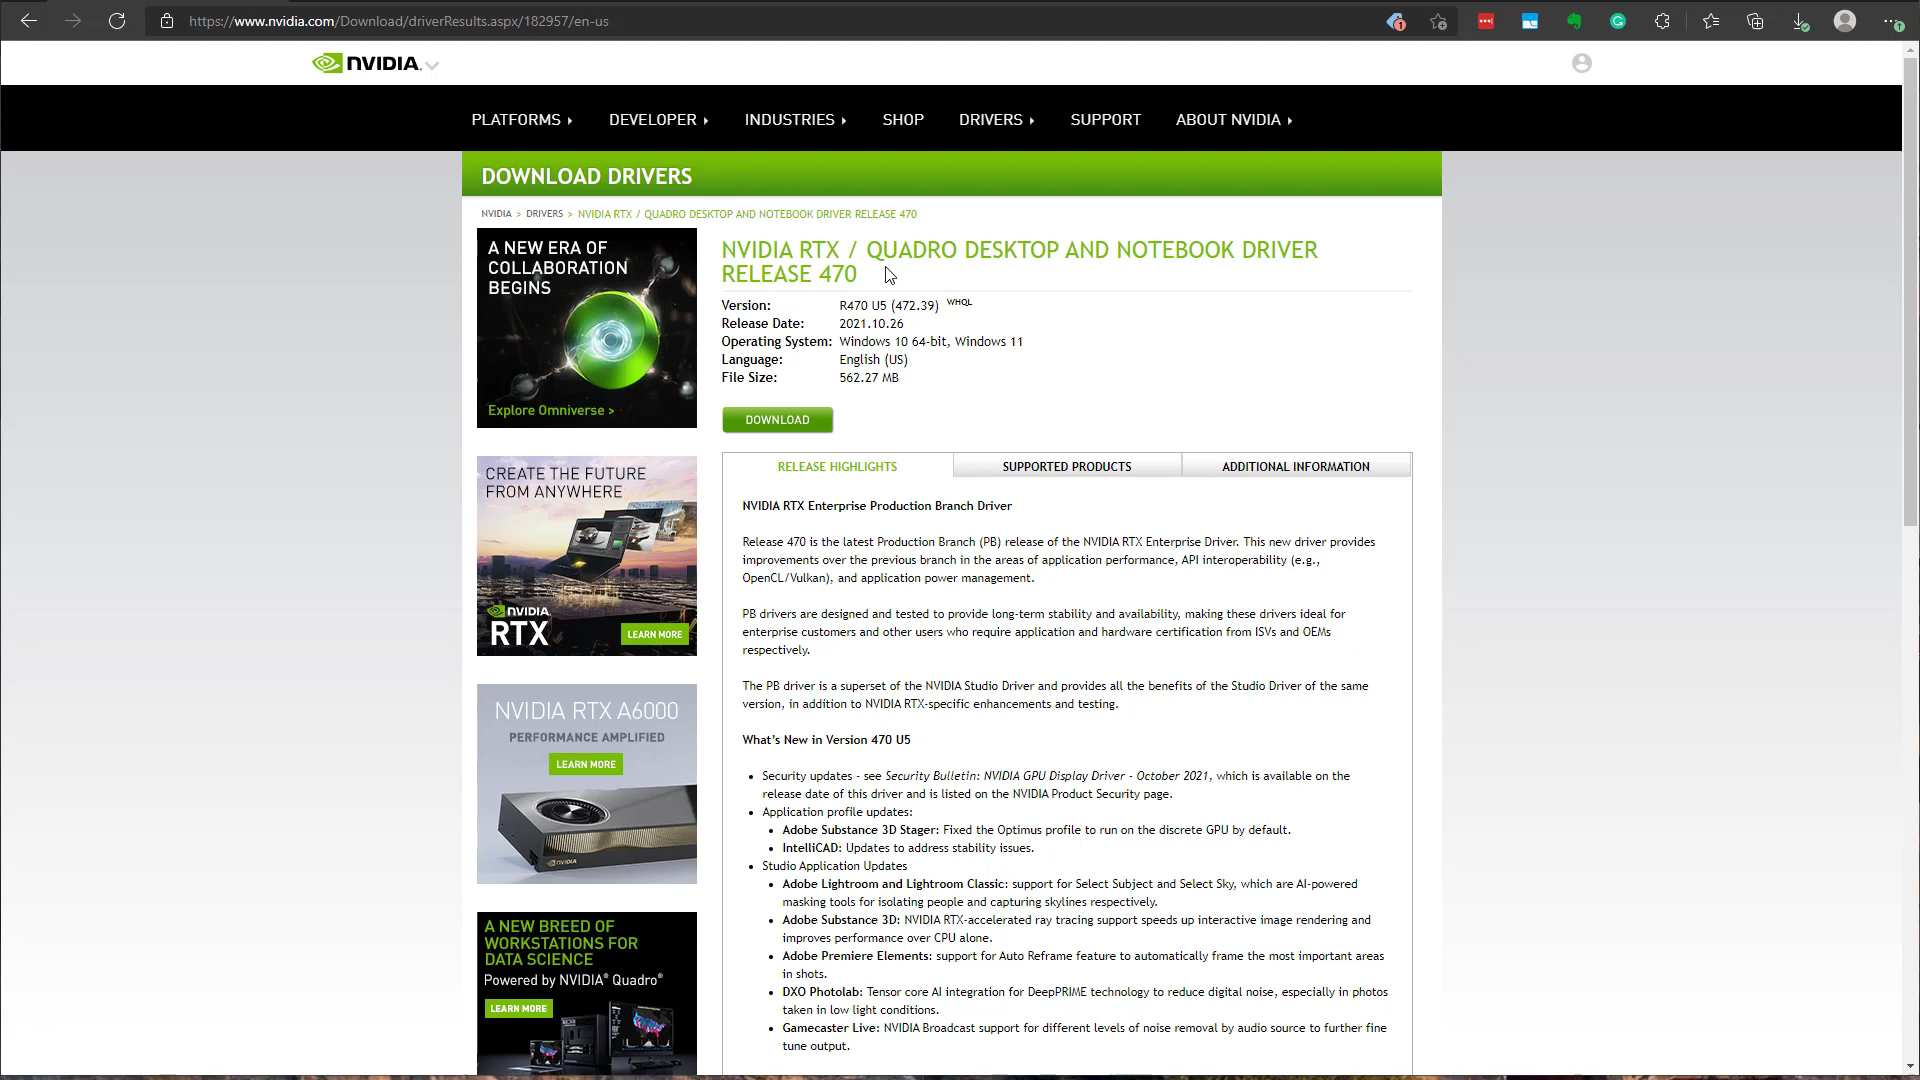 https://www.nvidia.com/Download/driverResults.aspx/182957/en-us
1
NVIDIA.
PLATFORMS DEVELOPER INDUSTRIES SHOP DRIVERS SUPPORT ABOUT NVIDIA
DOWNLOAD DRIVERS
NVIDIA > DRIVERS > NVIDIA RTX / QUADRO DESKTOP AND NOTEBOOK DRIVER RELEASE 470
A NEW ERA OF
COLLABORATION
BEGINS
Explore Omniverse >
CREATE THE FUTURE
FROM ANYWHERE
NVIDIA.
RTX
LEARN MORE
NVIDIA RTX A6000
PERFORMANCE AMPLIFIED
LEARN MORE
NVIDIA
A NEW BREED OF
WORKSTATIONS FOR
DATA SCIENCE
Powered by NVIDIA® Quadro®
LEARN MORE
NVIDIA RTX / QUADRO DESKTOP AND NOTEBOOK DRIVER
RELEASE 470
Version: R470 U5 (472.39) WHQL
Release Date: 2021.10.26
Operating System: Windows 10 64-bit, Windows 11
Language: English (US)
File Size: 562.27 MB
DOWNLOAD
RELEASE HIGHLIGHTS SUPPORTED PRODUCTS ADDITIONAL INFORMATION
NVIDIA RTX Enterprise Production Branch Driver
Release 470 is the latest Production Branch (PB) release of the NVIDIA RTX Enterprise Driver. This new driver provides
improvements over the previous branch in the areas of application performance, API interoperability (e.g.,
OpenCL/Vulkan), and application power management.
PB drivers are designed and tested to provide long-term stability and availability, making these drivers ideal for
enterprise customers and other users who require application and hardware certification from ISVs and OEMs
respectively.
The PB driver is a superset of the NVIDIA Studio Driver and provides all the benefits of the Studio Driver of the same
version, in addition to NVIDIA RTX-specific enhancements and testing.
What's New in Version 470 U5
• Security updates - see Security Bulletin: NVIDIA GPU Display Driver - October 2021, which is available on the
release date of this driver and is listed on the NVIDIA Product Security page.
• Application profile updates:
• Adobe Substance 3D Stager: Fixed the Optimus profile to run on the discrete GPU by default.
• IntelliCAD: Updates to address stability issues.
• Studio Application Updates
• Adobe Lightroom and Lightroom Classic: support for Select Subject and Select Sky, which are AI-powered
masking tools for isolating people and capturing skylines respectively.
• Adobe Substance 3D: NVIDIA RTX-accelerated ray tracing support speeds up interactive image rendering and
improves performance over CPU alone.
• Adobe Premiere Elements: support for Auto Reframe feature to automatically frame the most important areas
in shots.
• DXO Photolab: Tensor core AI integration for DeepPRIME technology to reduce digital noise, especially in photos
taken in low light conditions.
• Gamecaster Live: NVIDIA Broadcast support for different levels of noise removal by audio source to further fine
tune output.